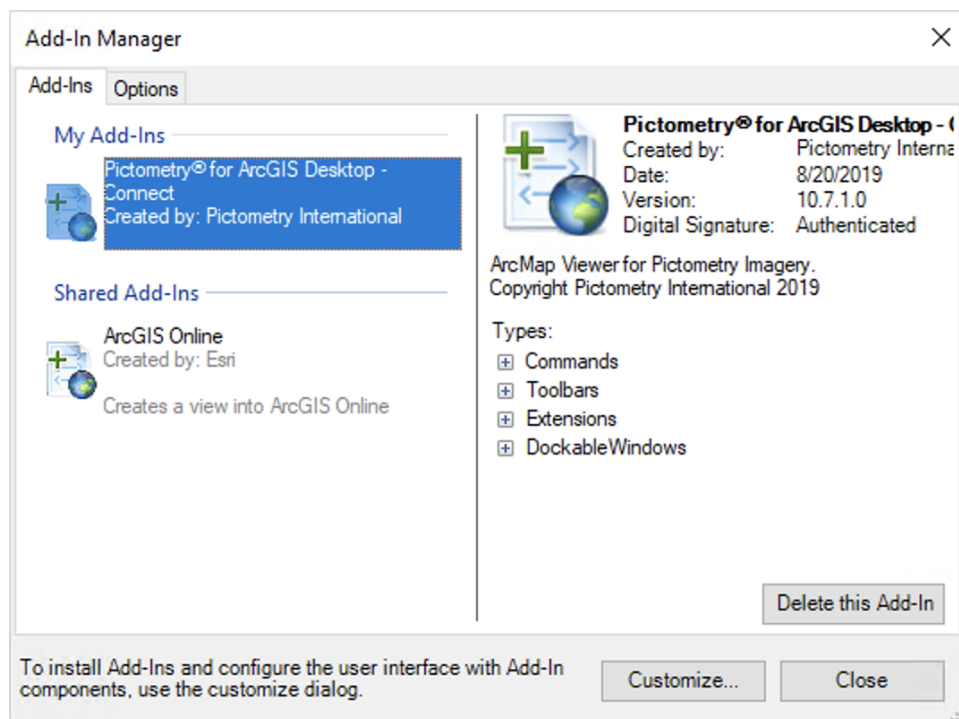 Add-In Manager
Add-Ins
Options
My Add-Ins
Pictometry® for ArcGIS Desktop -
Connect
Created by: Pictometry International
Shared Add-Ins
ArcGIS Online
Created by: Esri
Creates a view into ArcGIS Online
Pictometry® for ArcGIS Desktop -
Created by: Pictometry Interna
Date: 8/20/2019
Version: 10.7.1.0
Digital Signature: Authenticated
ArcMap Viewer for Pictometry Imagery.
Copyright Pictometry International 2019
Types:
Commands
Toolbars
Extensions
DockableWindows
Delete this Add-In
To install Add-Ins and configure the user interface with Add-In
components, use the customize dialog.
Customize...
Close